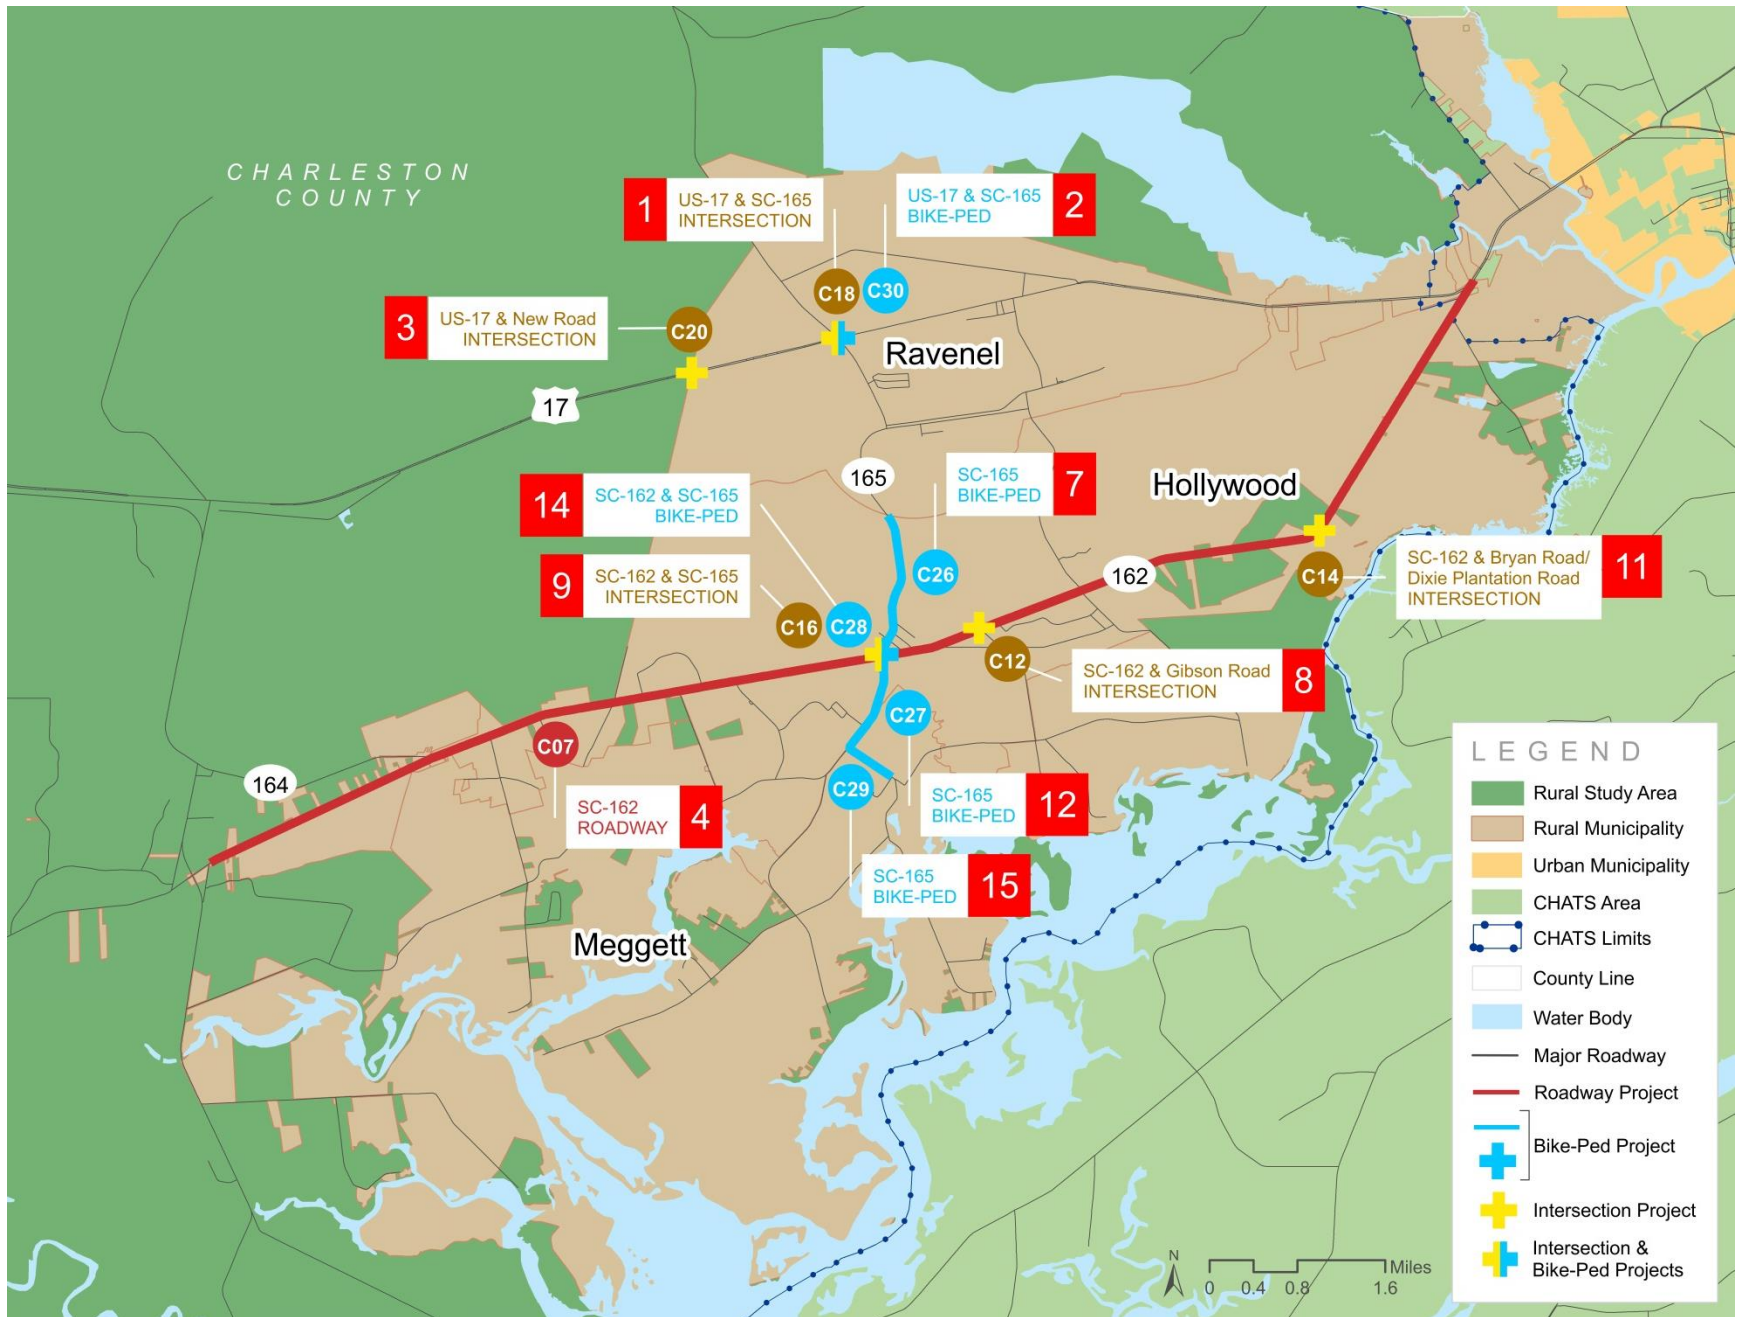 CHARLESTON
COUNTY
1
US-17 & SC-165
INTERSECTION
US-17 & SC-165
BIKE-PED
2
C18
C30
3
US-17 & New Road
INTERSECTION
C20
Ravenel
17
165
SC-165
BIKE-PED
7
Hollywood
14
SC-162 & SC-165
BIKE-PED
9
SC-162 & SC-165
INTERSECTION
C26
162
C14
SC-162 & Bryan Road/
Dixie Plantation Road
INTERSECTION
11
C16
C28
C12
SC-162 & Gibson Road
INTERSECTION
8
C27
C07
164
C29
SC-162
ROADWAY
4
SC-165
BIKE-PED
12
SC-165
BIKE-PED
15
Meggett
LEGEND
Rural Study Area
Rural Municipality
Urban Municipality
CHATS Area
CHATS Limits
County Line
Water Body
Major Roadway
Roadway Project
Bike-Ped Project
Intersection Project
Intersection &
Bike-Ped Projects
N
Miles
0 0.4 0.8 1.6